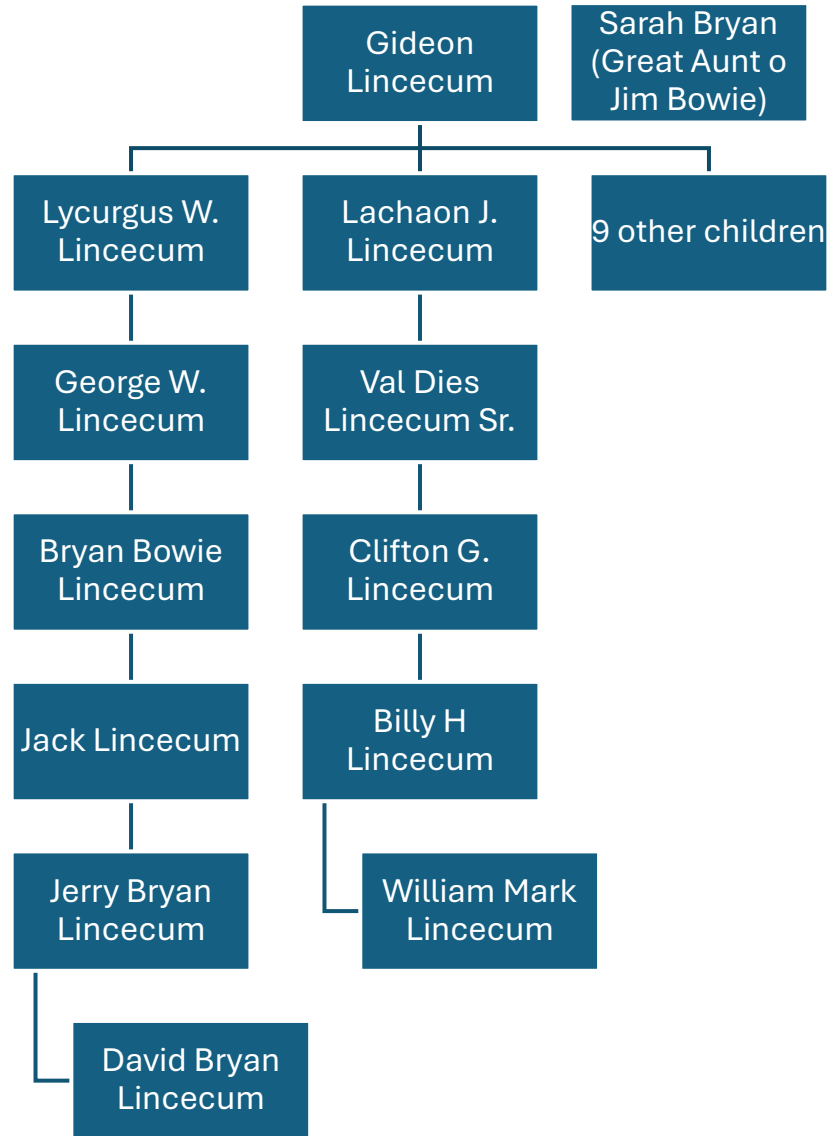 Gideon
Lincecum
Sarah Bryan
(Great Aunt o
Jim Bowie)
Lycurgus W.
Lincecum
Lachaon J.
Lincecum
9 other children
George W.
Lincecum
Val Dies
Lincecum Sr.
Bryan Bowie
Lincecum
Clifton G.
Lincecum
Jack Lincecum
Billy H
Lincecum
Jerry Bryan
Lincecum
William Mark
Lincecum
David Bryan
Lincecum